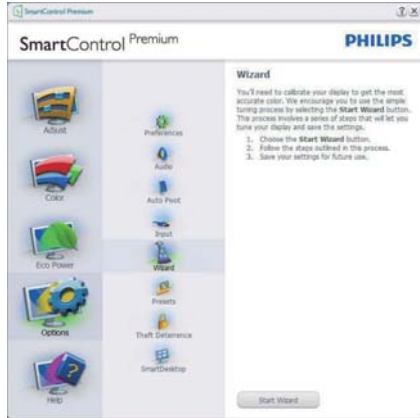 SmartControl Premium
SmartControl Premium
PHILIPS
Adjust
Color
Eco Power
Options
Help
Preferences
Audio
Auto Pivot
Input
Wizard
Presets
Theft Deterrence
SmartDesktop
Wizard
You'll need to calibrate your display to get the most
accurate color. We encourage you to use the simple
tuning process by selecting the Start Wizard button.
This process involves a series of steps that will let you
tune your display and save the settings.
1. Choose the Start Wizard button.
2. Follow the steps outlined in this process.
3. Save your settings for future use.
Start Wizard